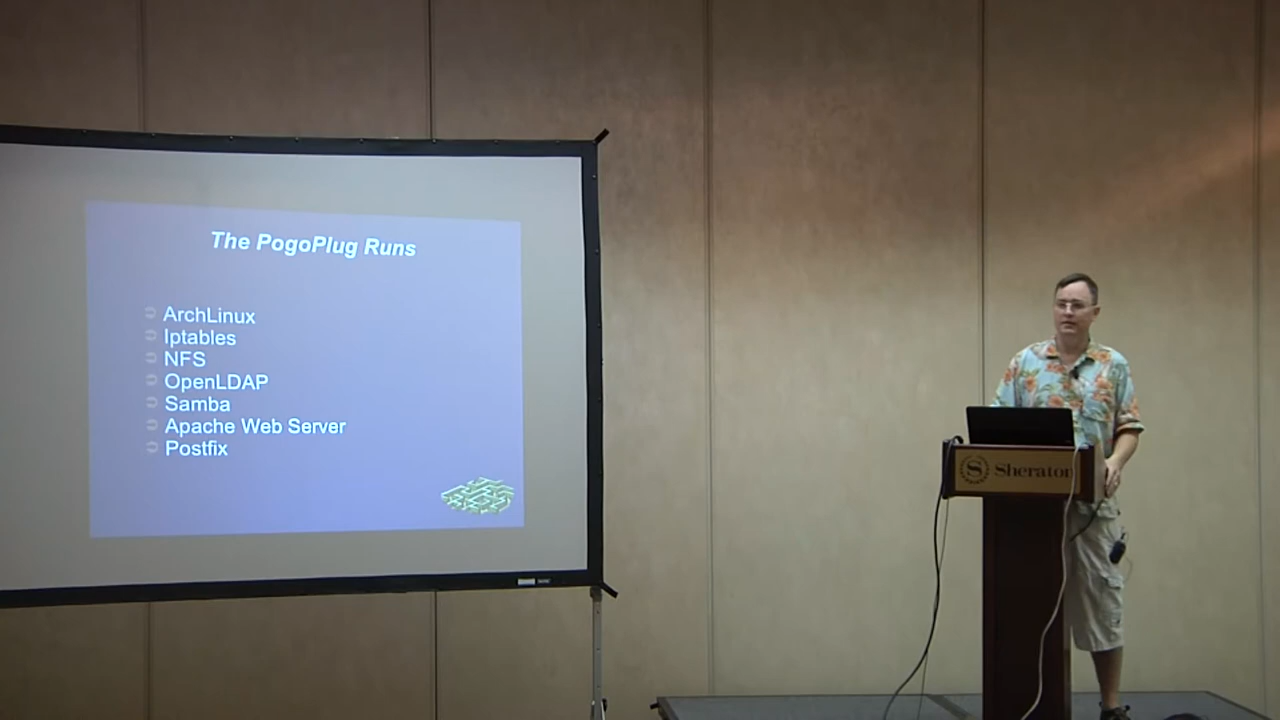 The PogoPlug Runs
ArchLinux
Iptables
NFS
OpenLDAP
Samba
Apache Web Server
Postfix
S Sheraton